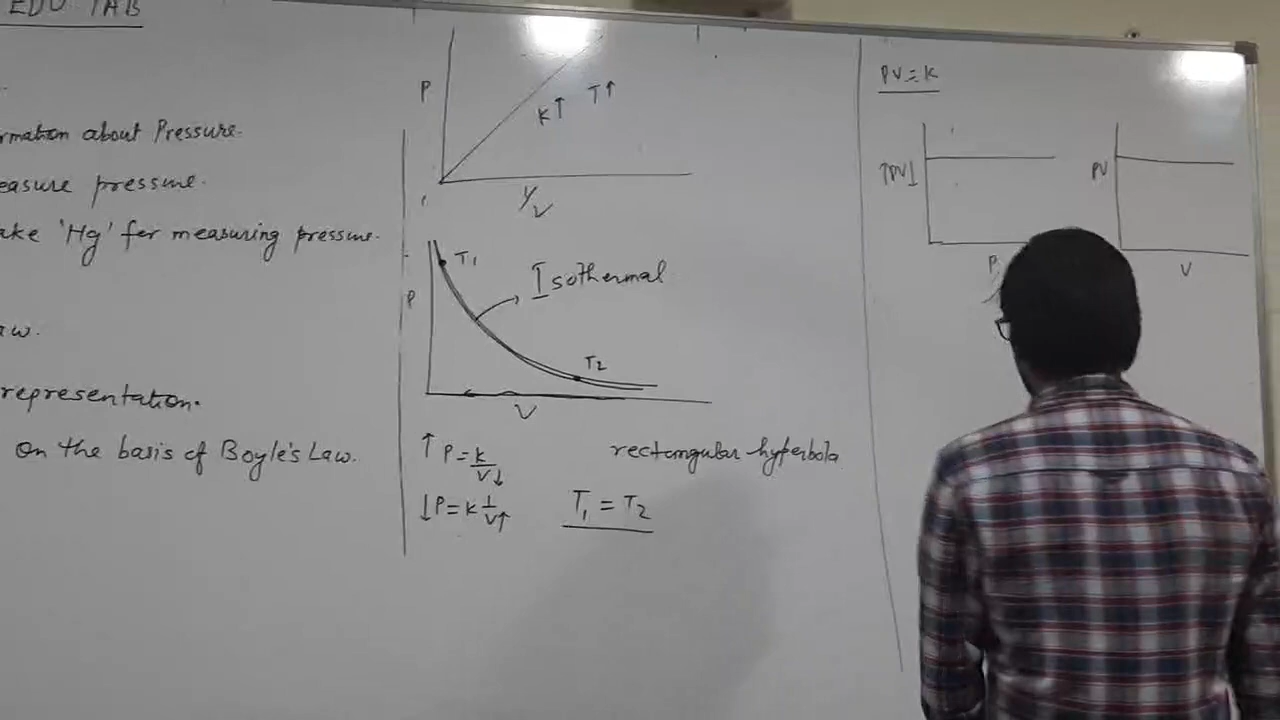 EDU TAB
rmation about Pressure.
easure pressure.
ake 'Hg' for measuring pressure.
aw.
representation.
On the basis of Boyle's Law.
P
K↑ T↑
1/V
T1
P
Isothermal
T2
V
↑ P = K/V↓
rectangular hyperbola
↓P = K 1/V↑
T1 = T2
PV = K
↑PV↓
P
PV
V